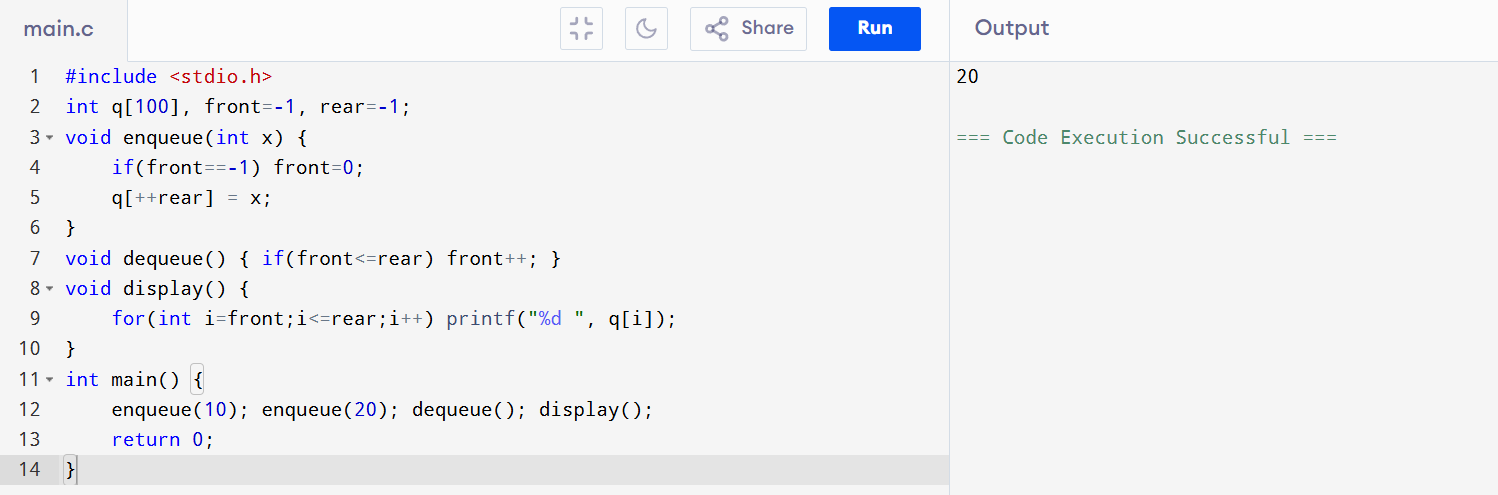 main.c
Share
Run
Output
1 #include <stdio.h>
2 int q[100], front=-1, rear=-1;
3 void enqueue(int x) {
4     if(front==-1) front=0;
5     q[++rear] = x;
6 }
7 void dequeue() { if(front<=rear) front++; }
8 void display() {
9     for(int i=front;i<=rear;i++) printf("%d ", q[i]);
10 }
11 int main() {
12     enqueue(10); enqueue(20); dequeue(); display();
13     return 0;
14 }
20
=== Code Execution Successful ===